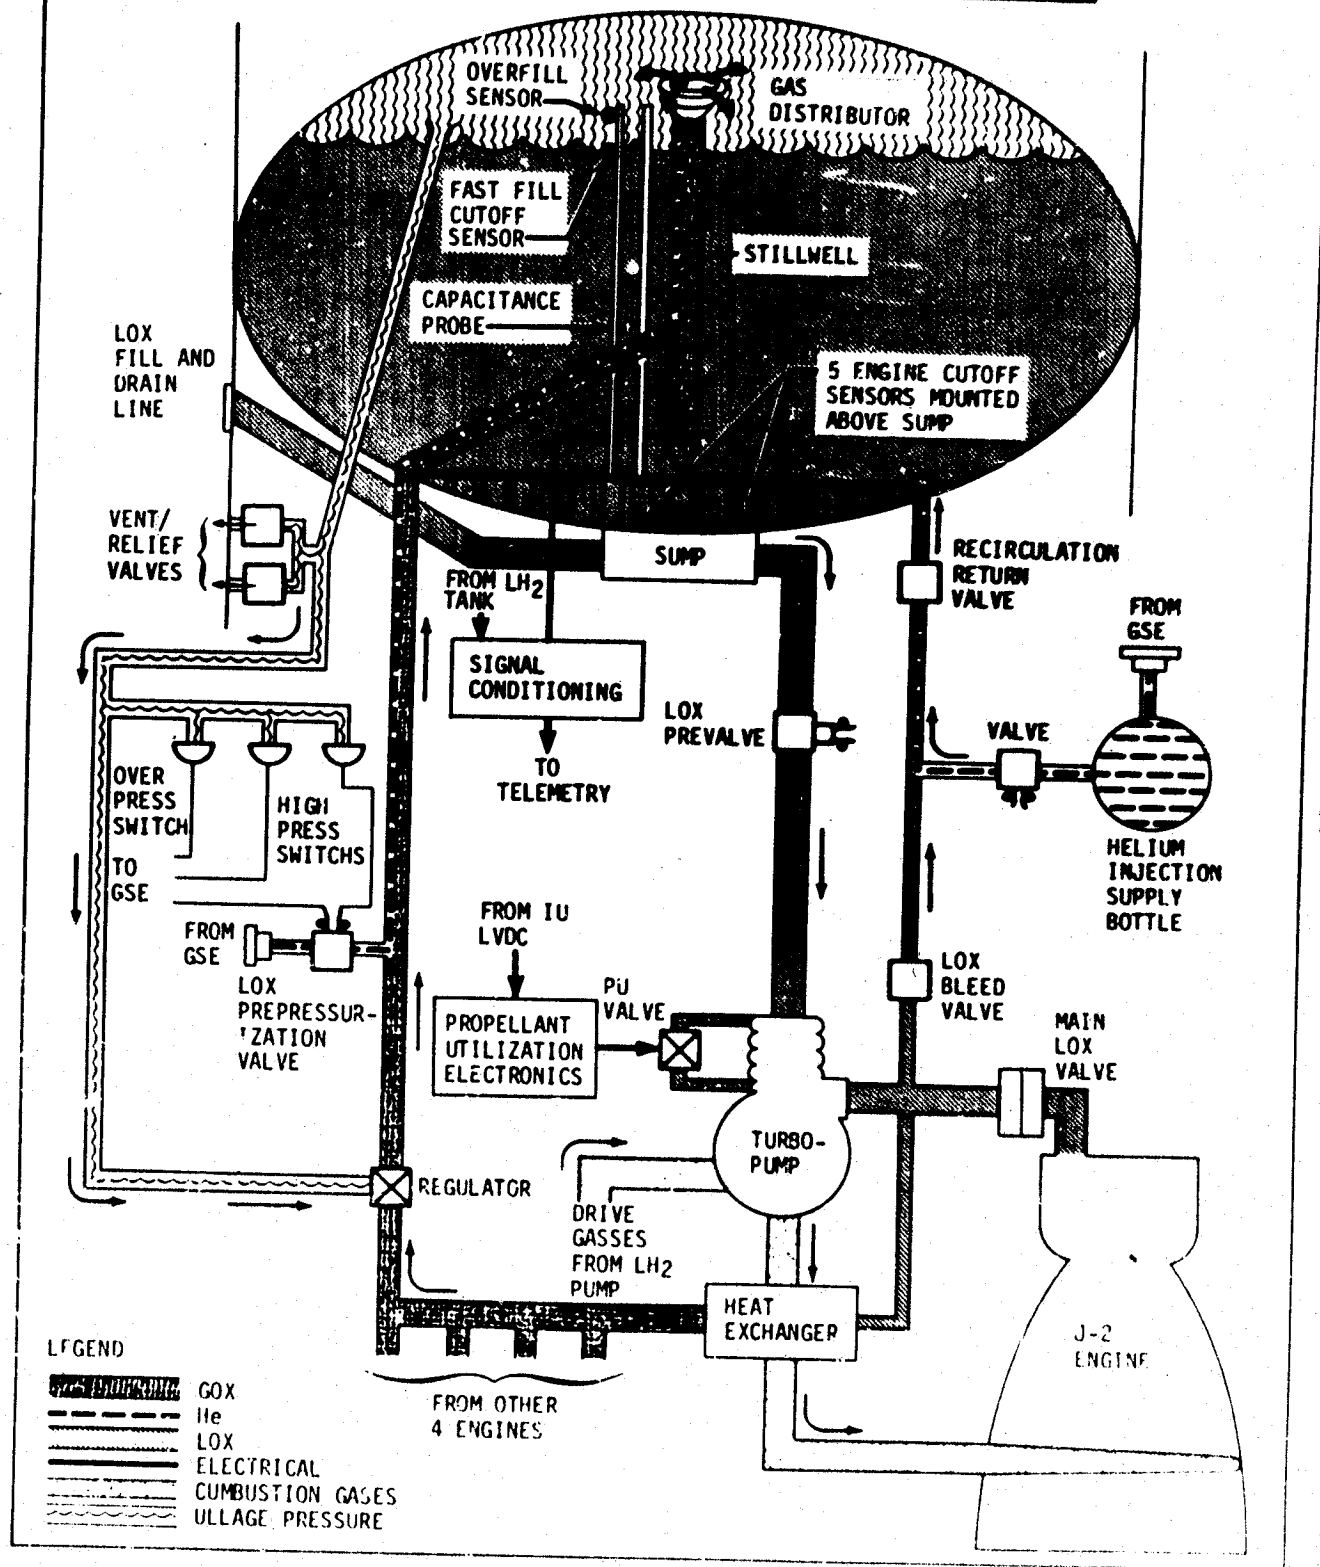 OVERFILL
SENSOR
GAS
DISTRIBUTOR
FAST FILL
CUTOFF
SENSOR
STILLWELL
CAPACITANCE
PROBE
LOX
FILL AND
DRAIN
LINE
5 ENGINE CUTOFF
SENSORS MOUNTED
ABOVE SUMP
VENT/
RELIEF
VALVES
SUMP
RECIRCULATION
RETURN
VALVE
FROM LH2
TANK
FROM
GSE
SIGNAL
CONDITIONING
LOX
PREVALVE
VALVE
TO
TELEMETRY
OVER
PRESS
SWITCH
HIGH
PRESS
SWITCHS
TO
GSE
HELIUM
INJECTION
SUPPLY
BOTTLE
FROM IU
LVDC
FROM
GSE
LOX
PREPRESSUR-
IZATION
VALVE
PU
VALVE
LOX
BLEED
VALVE
PROPELLANT
UTILIZATION
ELECTRONICS
MAIN
LOX
VALVE
TURBO-
PUMP
REGULATOR
DRIVE
GASSES
FROM LH2
PUMP
HEAT
EXCHANGER
J-2
ENGINE
FROM OTHER
4 ENGINES
LEGEND
GOX
He
LOX
ELECTRICAL
CUMBUSTION GASES
ULLAGE PRESSURE